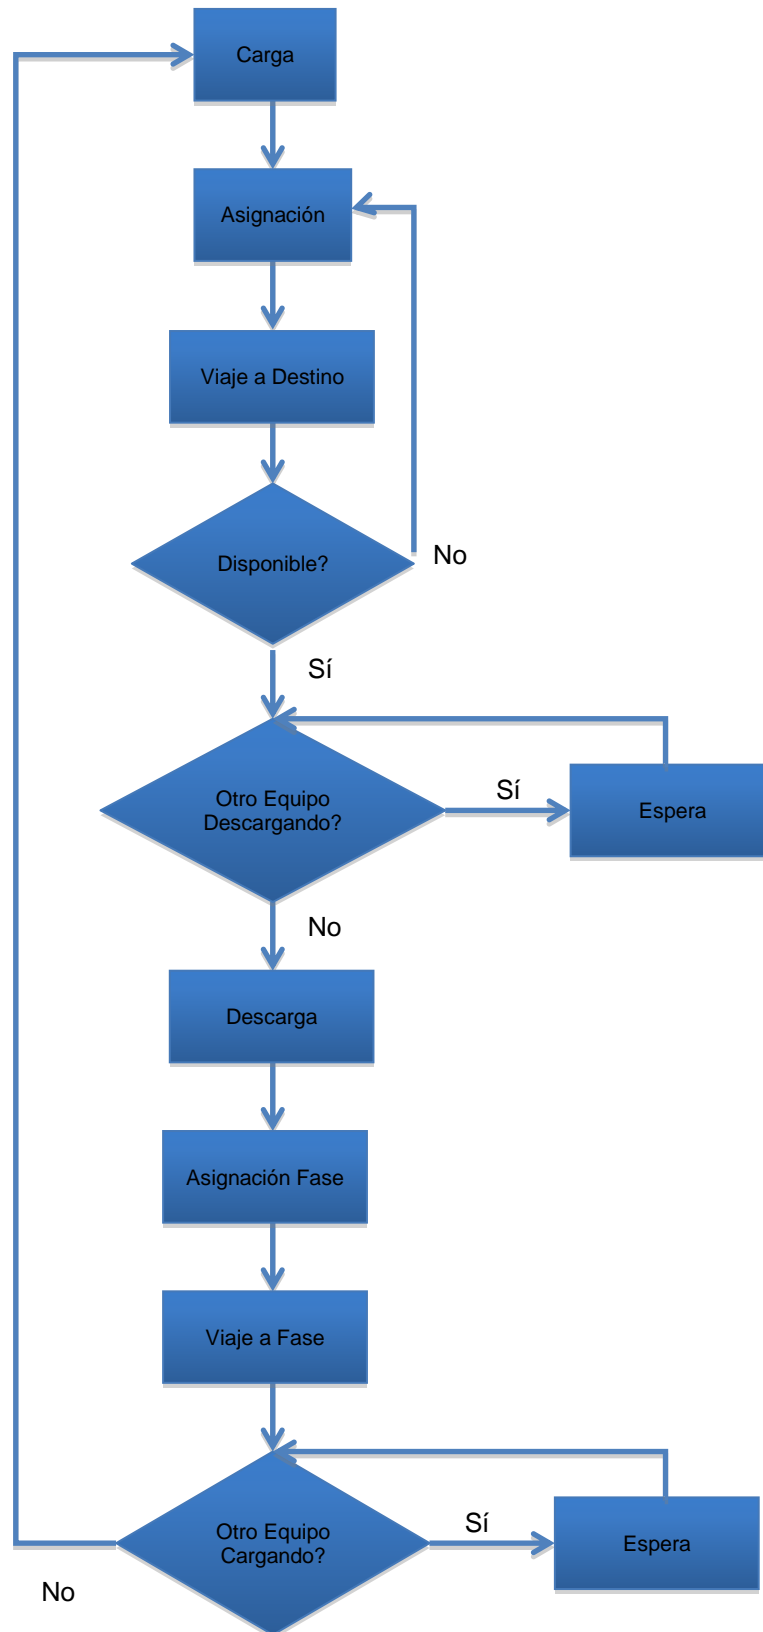 Carga
Asignación
Viaje a Destino
Disponible?
No
Sí
Otro Equipo
Descargando?
Sí
Espera
No
Descarga
Asignación Fase
Viaje a Fase
Otro Equipo
Cargando?
Sí
Espera
No